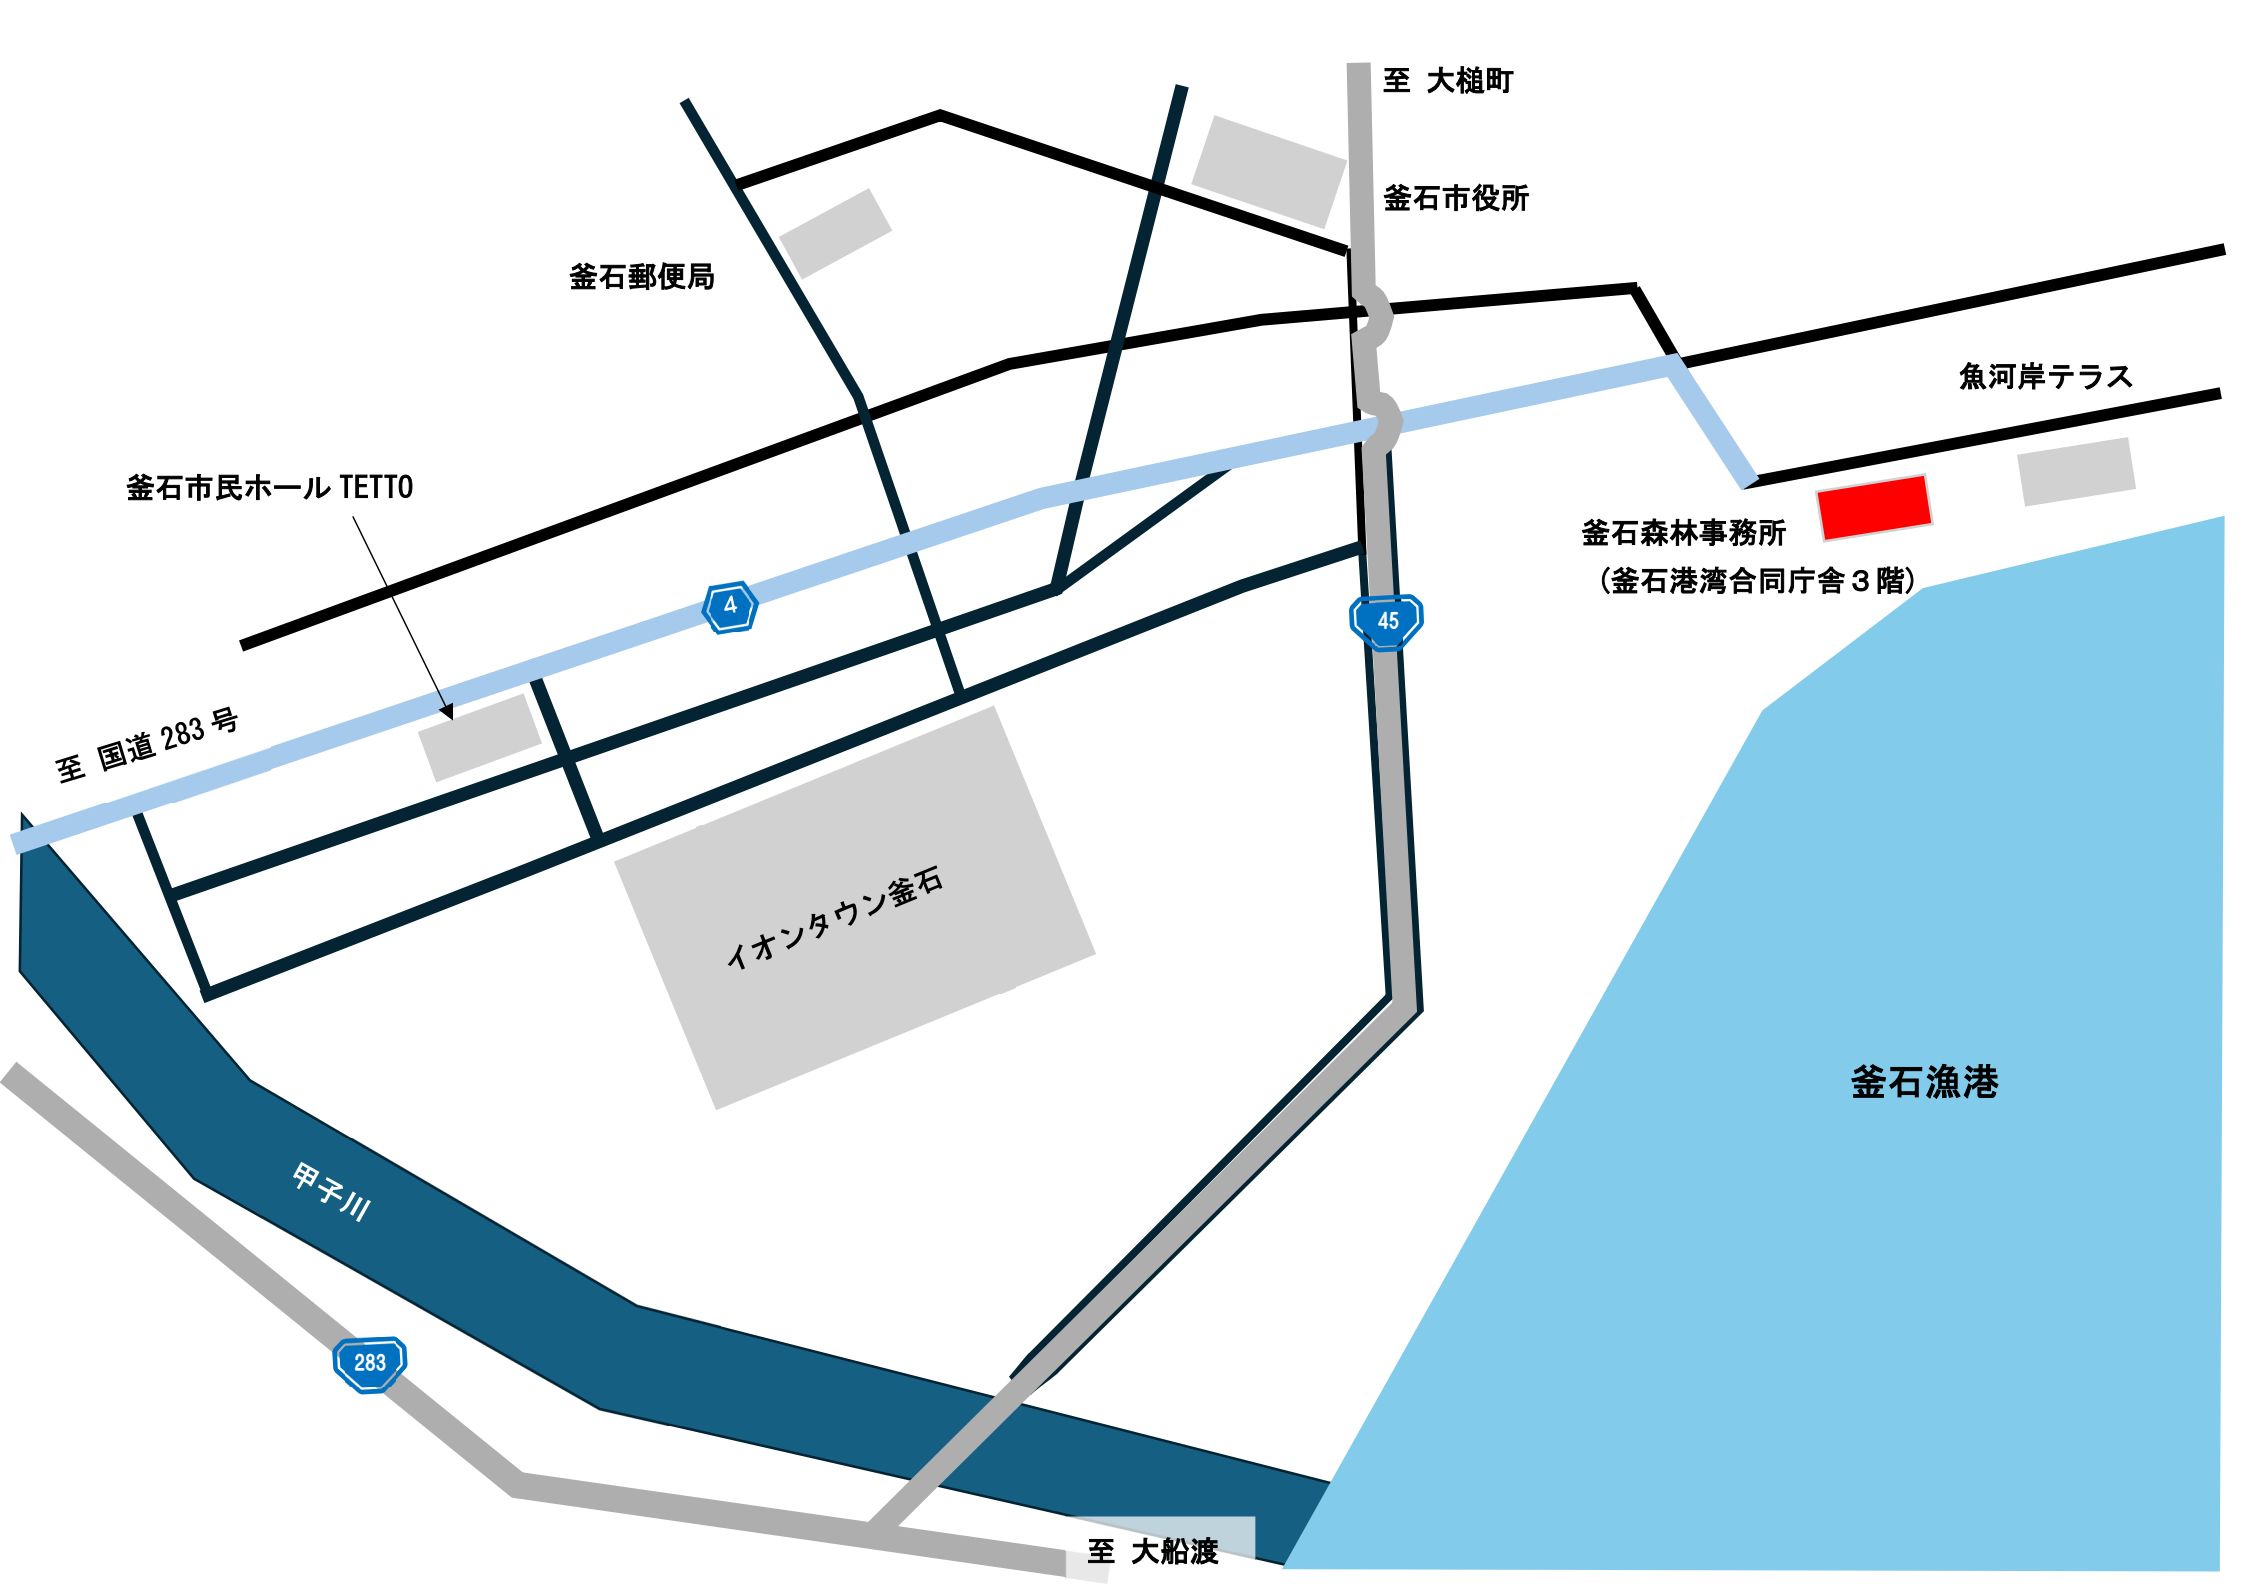 至 大槌町
釜石市役所
釜石郵便局
魚河岸テラス
釜石市民ホール TETTO
釜石森林事務所
（釜石港湾合同庁舎３階）
4
45
至 国道 283 号
イオンタウン釜石
釜石漁港
甲子川
283
至 大船渡